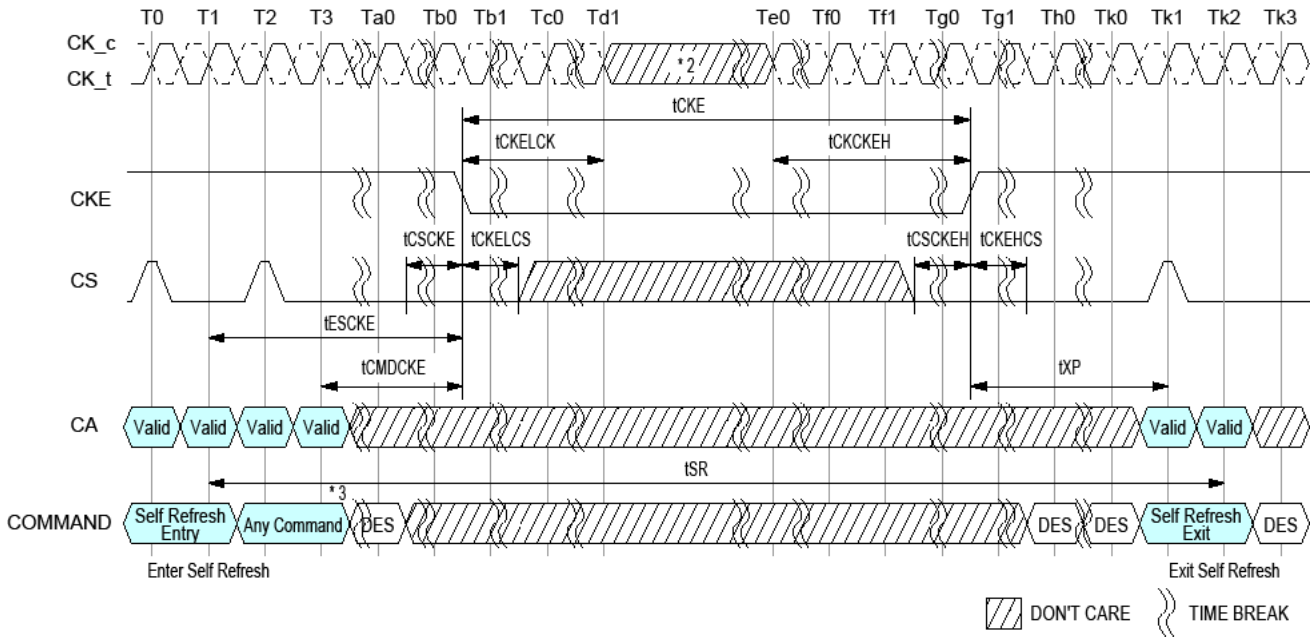 T0 T1 T2 T3 Ta0 Tb0 Tb1 Tc0 Td1 Te0 Tf0 Tf1 Tg0 Tg1 Th0 Tk0 Tk1 Tk2 Tk3
CK_c
CK_t
* 2
tCKE
tCKELCK tCKCKEH
CKE
tCSCKE tCKELCS tCSCKEH tCKEHCS
CS
tESCKE
tCMDCKE tXP
CA Valid Valid Valid Valid Valid Valid
tSR
* 3
COMMAND Self Refresh Entry Any Command DES DES DES Self Refresh Exit DES
Enter Self Refresh Exit Self Refresh
DON'T CARE TIME BREAK